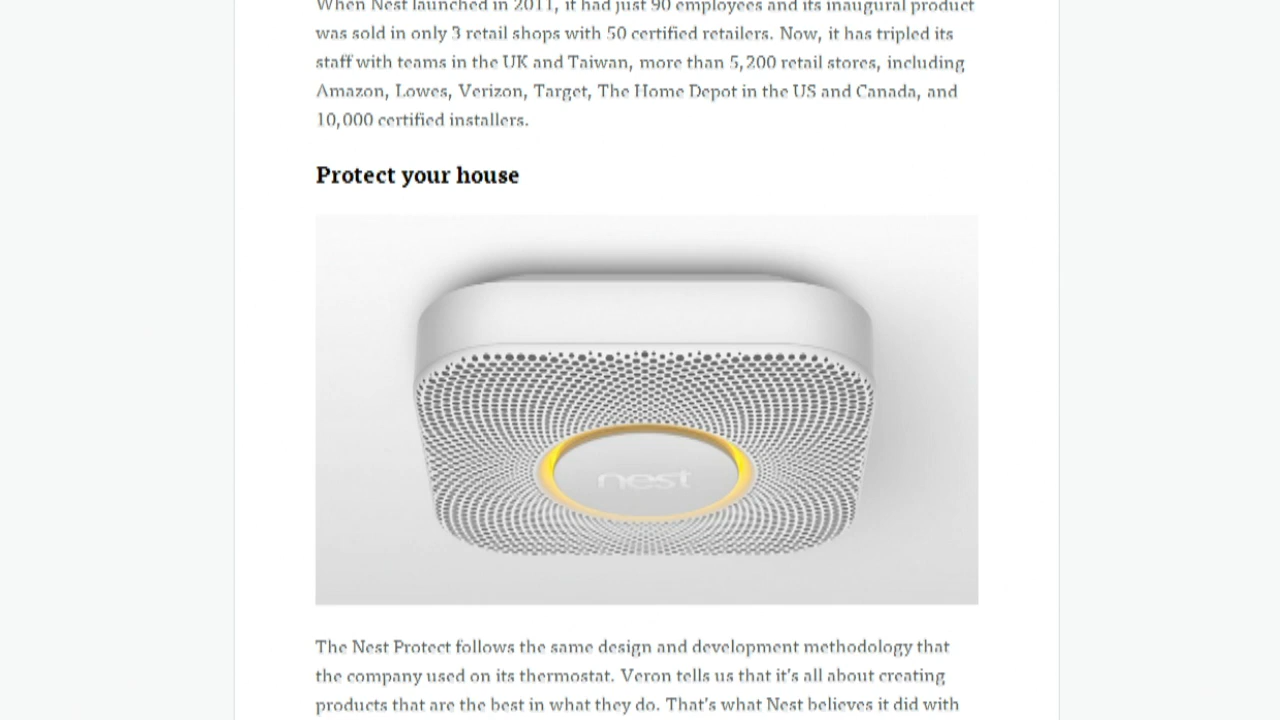 When Nest launched in 2011, it had just 90 employees and its inaugural product
was sold in only 3 retail shops with 50 certified retailers. Now, it has tripled its
staff with teams in the UK and Taiwan, more than 5,200 retail stores, including
Amazon, Lowes, Verizon, Target, The Home Depot in the US and Canada, and
10,000 certified installers.
Protect your house
nest
The Nest Protect follows the same design and development methodology that
the company used on its thermostat. Veron tells us that it's all about creating
products that are the best in what they do. That's what Nest believes it did with